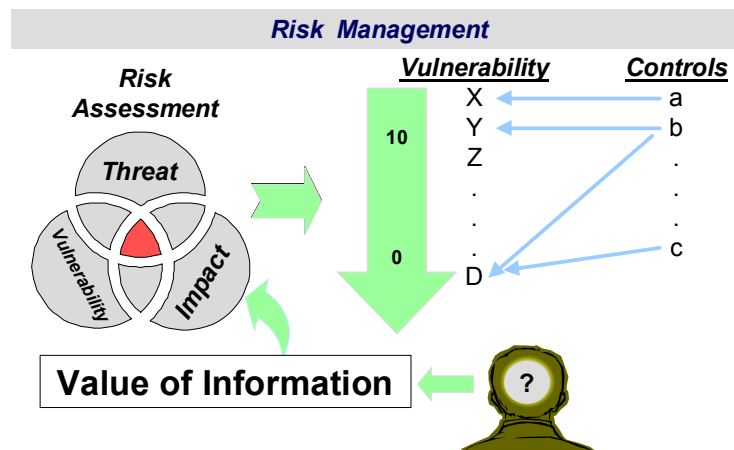 Risk Management
Risk
Assessment
Threat
Vulnerability
Impact
Vulnerability Controls
X a
10
Y b
Z .
. .
. .
0
. c
D
Value of Information
?